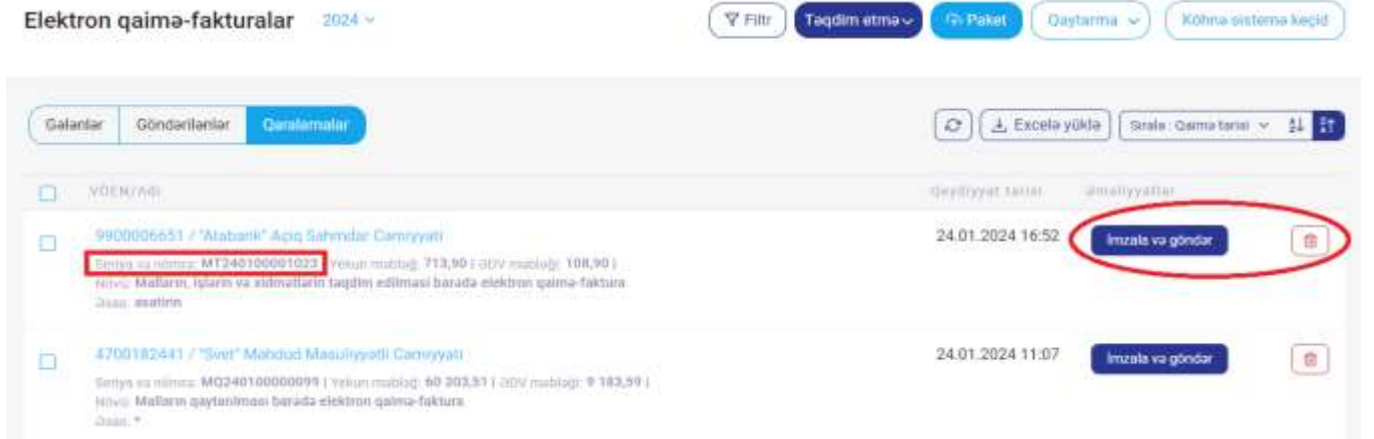 Elektron qaimə-fakturalar 2024
Filtr Təqdim etmə Paket Qaytarma Köhnə sistemə keçid
Gələnlər Göndərilənlər Qaralamalar
Excelə yüklə Sırala : Qaimə tarixi
VÖEN/Adı Qeydiyyat tarixi Əməliyyatlar
9900006651 / "Atabank" Açıq Səhmdar Cəmiyyəti 24.01.2024 16:52 İmzala və göndər
Seriya və nömrə: MT240100001023 | Yekun məbləğ: 713,90 | ƏDV məbləği: 108,90 |
Növü: Malların, işlərin və xidmətlərin təqdim edilməsi barədə elektron qaimə-faktura
Əsas: asatirin
4700182441 / "Svet" Məhdud Məsuliyyətli Cəmiyyəti 24.01.2024 11:07 İmzala və göndər
Seriya və nömrə: MQ240100000099 | Yekun məbləğ: 60 203,51 | ƏDV məbləği: 9 183,59 |
Növü: Malların qaytarılması barədə elektron qaimə-faktura
Əsas: *